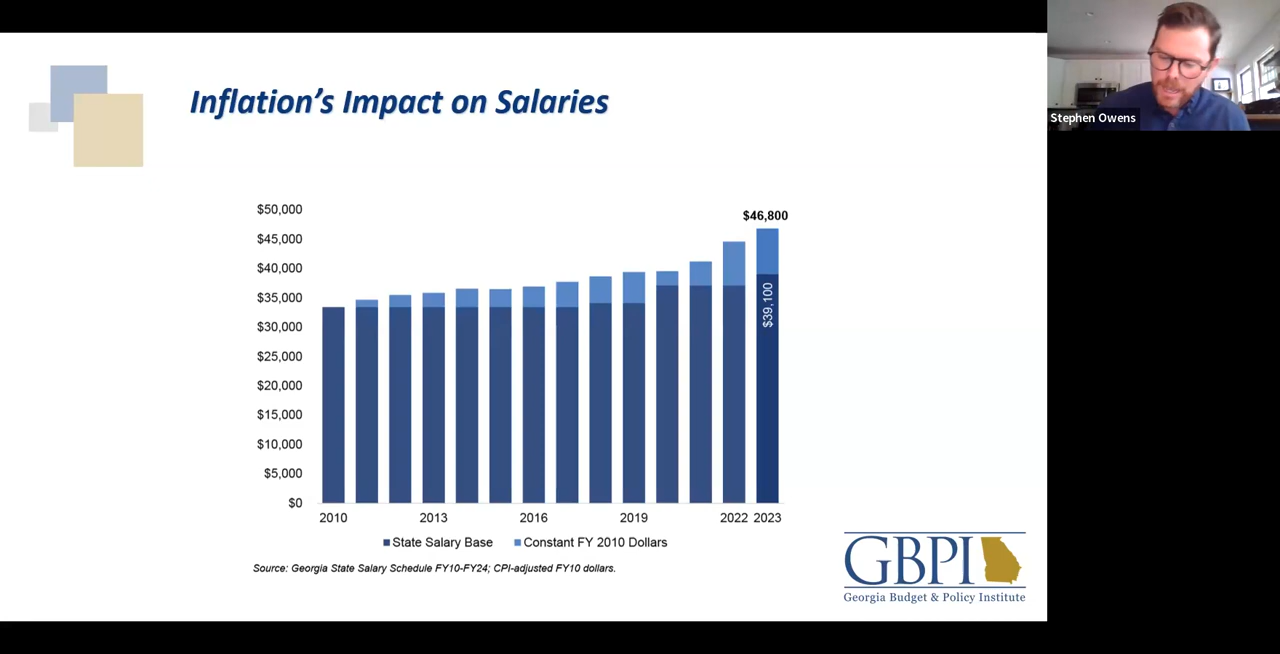 Inflation's Impact on Salaries
Stephen Owens
$50,000
$45,000
$40,000
$35,000
$30,000
$25,000
$20,000
$15,000
$10,000
$5,000
$0
$46,800
$39,100
2010 2013 2016 2019 2022 2023
State Salary Base Constant FY 2010 Dollars
Source: Georgia State Salary Schedule FY10-FY24; CPI-adjusted FY10 dollars.
GBPI
Georgia Budget & Policy Institute